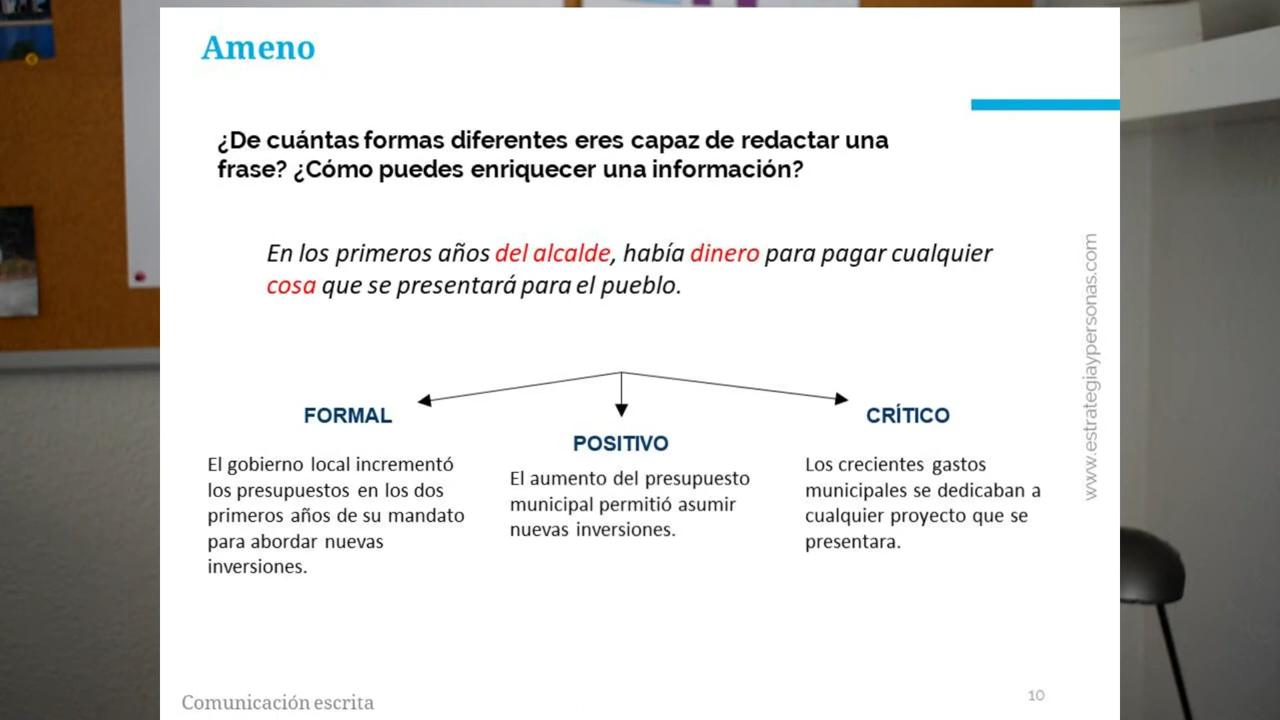 Ameno
¿De cuántas formas diferentes eres capaz de redactar una
frase? ¿Cómo puedes enriquecer una información?
En los primeros años del alcalde, había dinero para pagar cualquier
cosa que se presentará para el pueblo.
FORMAL
El gobierno local incrementó
los presupuestos en los dos
primeros años de su mandato
para abordar nuevas
inversiones.
POSITIVO
El aumento del presupuesto
municipal permitió asumir
nuevas inversiones.
CRÍTICO
Los crecientes gastos
municipales se dedicaban a
cualquier proyecto que se
presentara.
www.estrategiaypersonas.com
Comunicación escrita
10